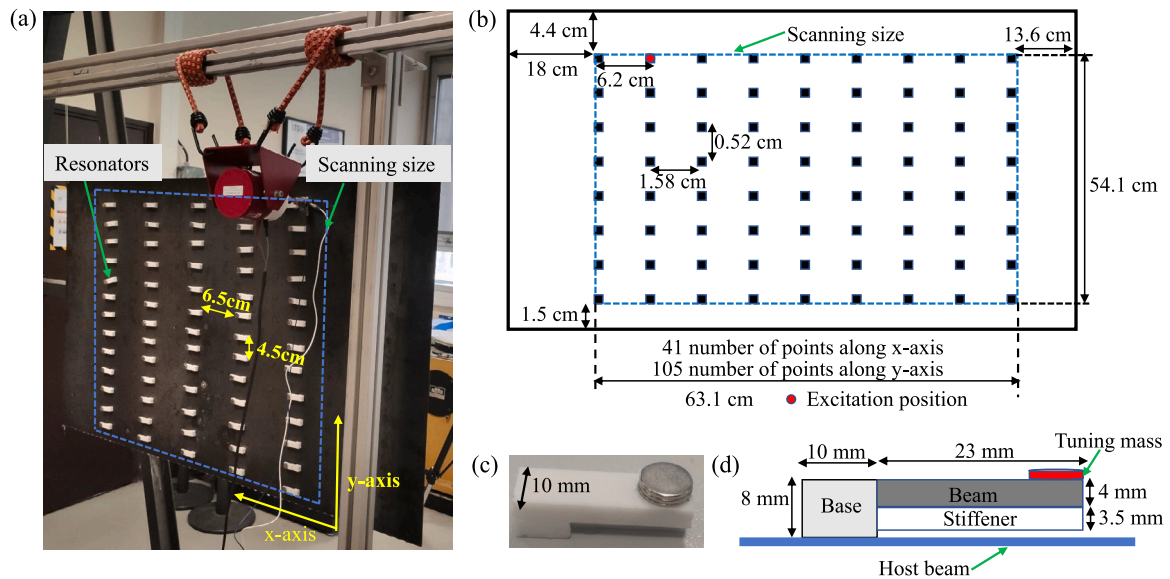 (a)
Resonators
Scanning size
6.5cm
4.5cm
y-axis
x-axis
(b)
4.4 cm
Scanning size
13.6 cm
18 cm
6.2 cm
0.52 cm
1.58 cm
54.1 cm
1.5 cm
41 number of points along x-axis
105 number of points along y-axis
63.1 cm
Excitation position
(c)
10 mm
(d)
10 mm
23 mm
Tuning mass
8 mm
Base
Beam
4 mm
Stiffener
3.5 mm
Host beam